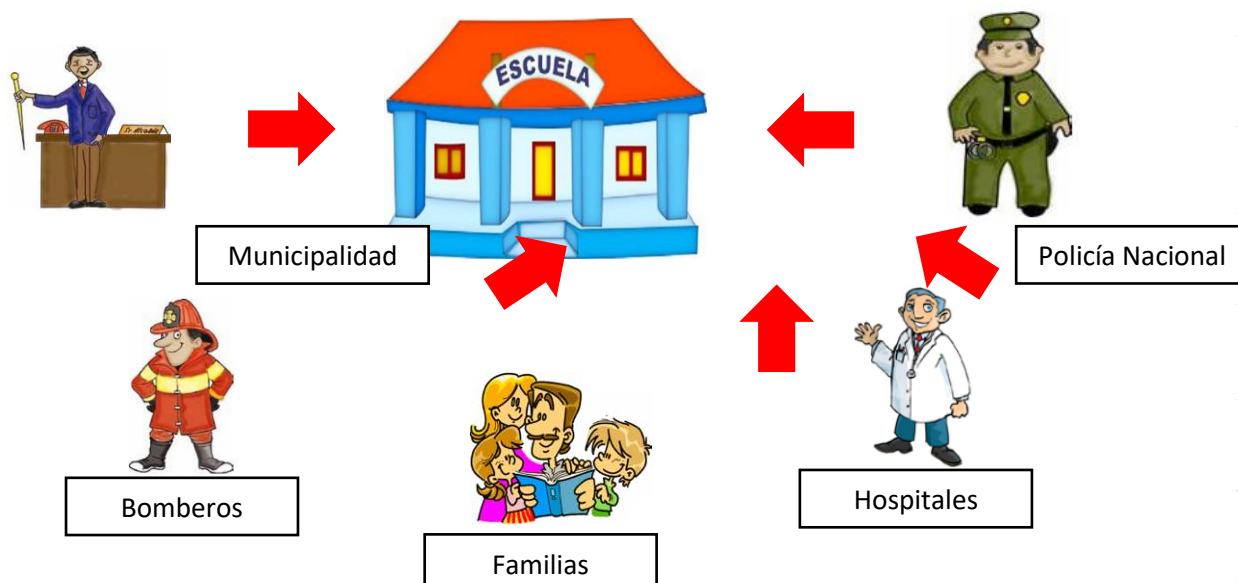 ESCUELA
Municipalidad
Policía Nacional
Bomberos
Hospitales
Familias